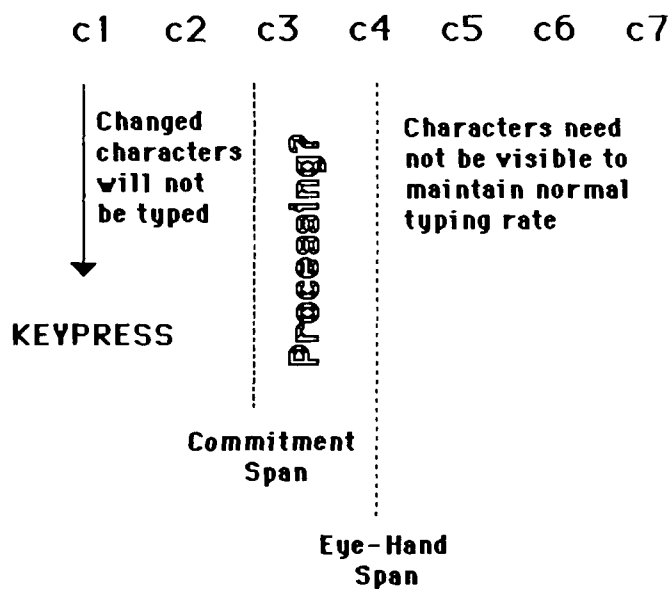 c1 c2 c3 c4 c5 c6 c7
Changed
characters
will not
be typed
Processing?
Characters need
not be visible to
maintain normal
typing rate
KEYPRESS
Commitment
Span
Eye-Hand
Span